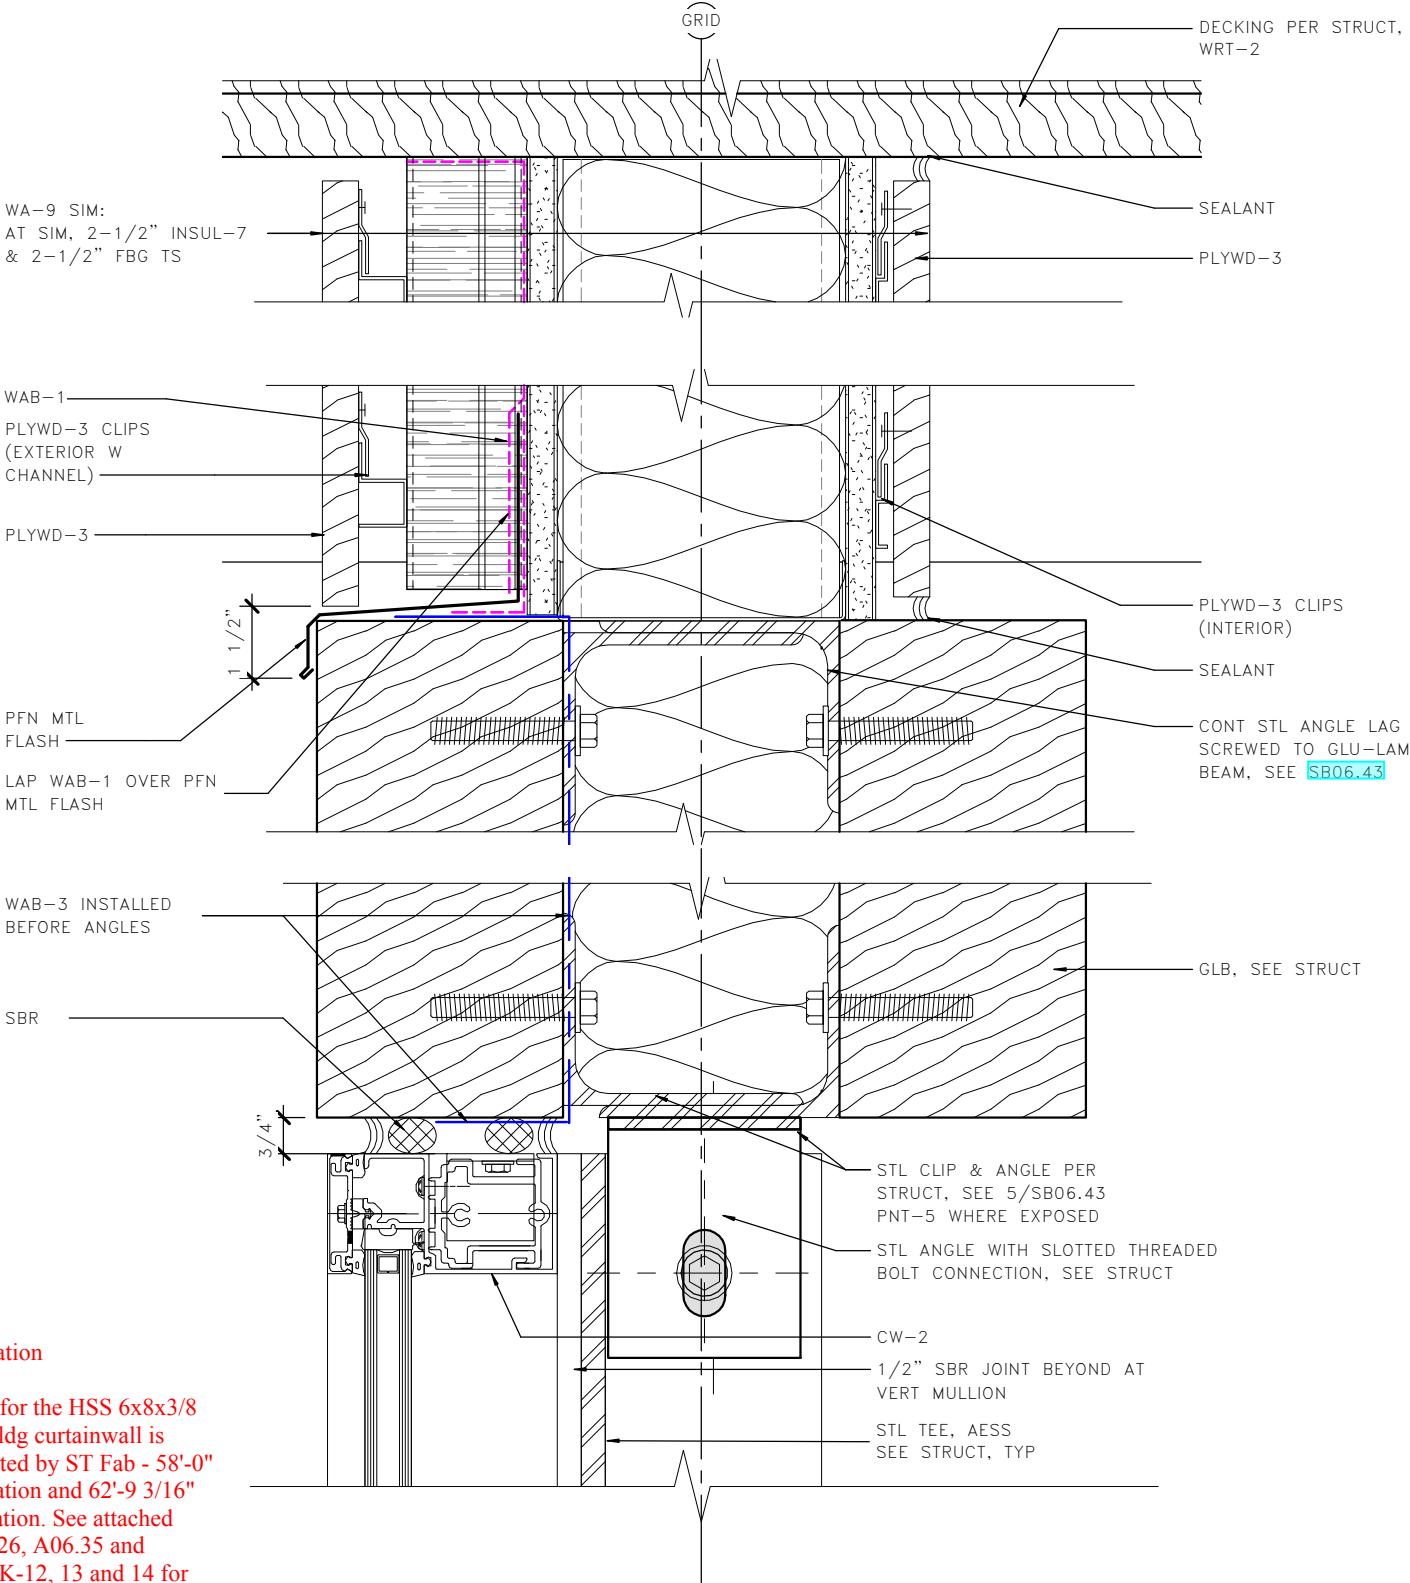 GRID
DECKING PER STRUCT,
WRT-2
WA-9 SIM:
AT SIM, 2-1/2" INSUL-7
& 2-1/2" FBG TS
SEALANT
PLYWD-3
WAB-1
PLYWD-3 CLIPS
(EXTERIOR W
CHANNEL)
PLYWD-3
1 1/2"
PLYWD-3 CLIPS
(INTERIOR)
SEALANT
PFN MTL
FLASH
CONT STL ANGLE LAG
SCREWED TO GLU-LAM
BEAM, SEE SB06.43
LAP WAB-1 OVER PFN
MTL FLASH
WAB-3 INSTALLED
BEFORE ANGLES
GLB, SEE STRUCT
SBR
3/4"
STL CLIP & ANGLE PER
STRUCT, SEE 5/SB06.43
PNT-5 WHERE EXPOSED
STL ANGLE WITH SLOTTED THREADED
BOLT CONNECTION, SEE STRUCT
CW-2
1/2" SBR JOINT BEYOND AT
VERT MULLION
STL TEE, AESS
SEE STRUCT, TYP
ation
for the HSS 6x8x3/8
ldg curtainwall is
ted by ST Fab - 58'-0"
ation and 62'-9 3/16"
ation. See attached
26, A06.35 and
K-12, 13 and 14 for